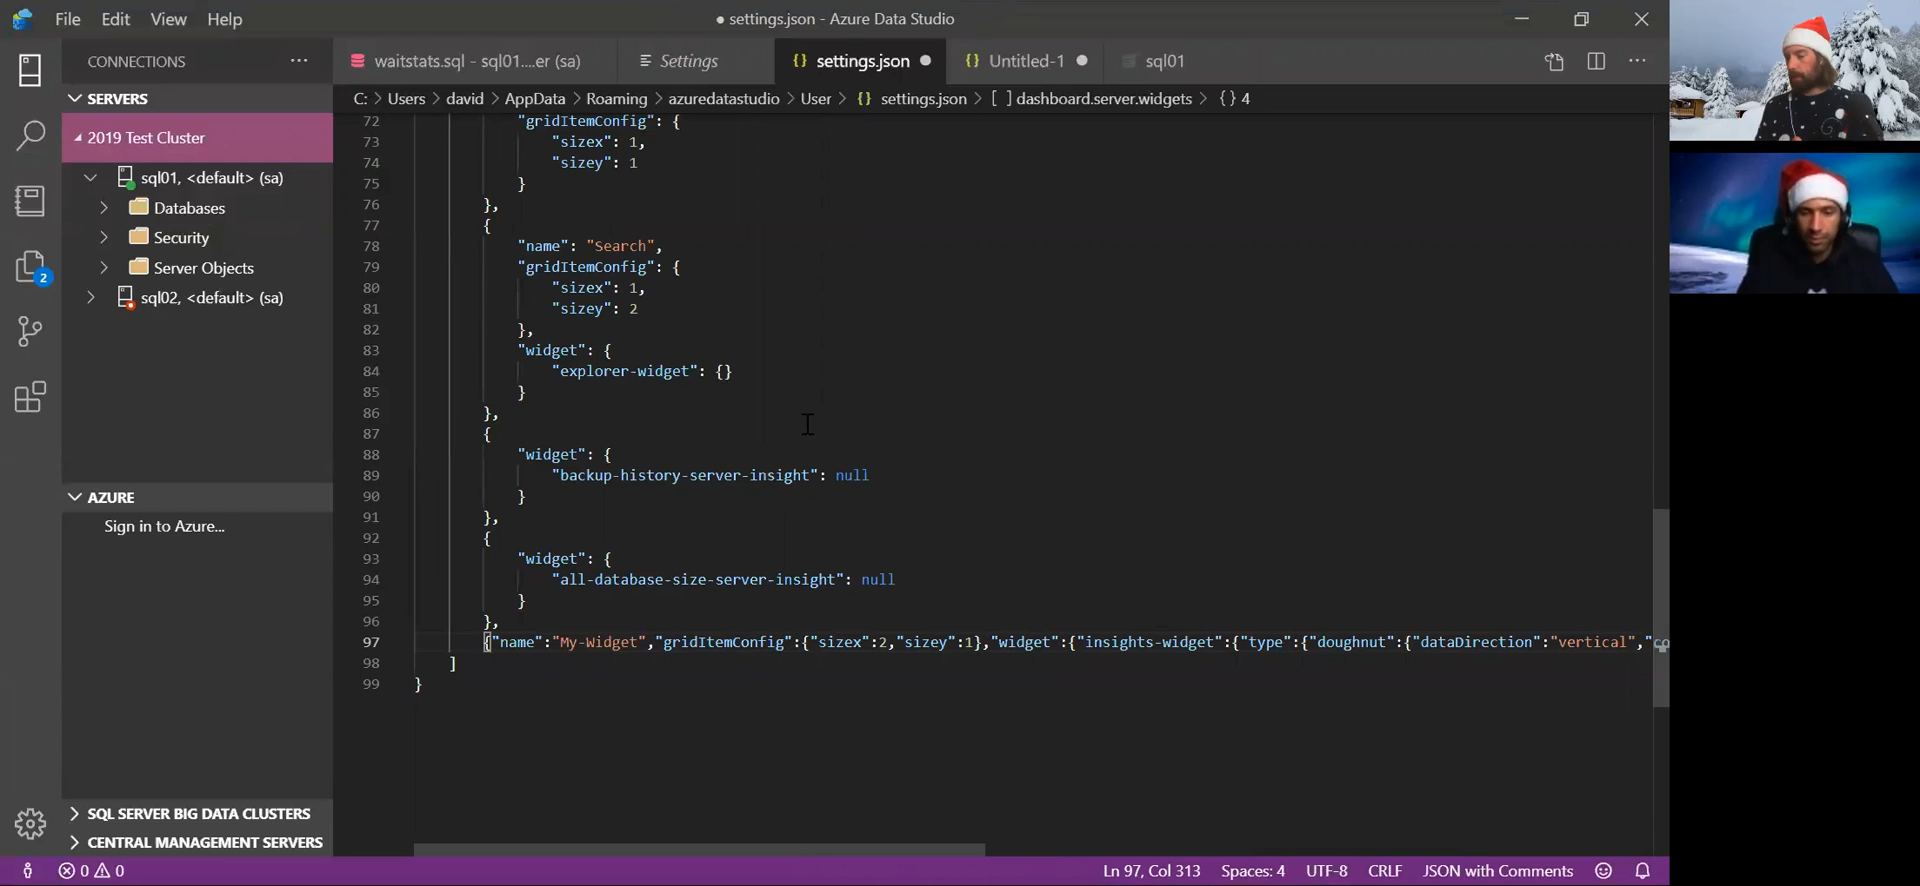 File Edit View Help
● settings.json - Azure Data Studio
CONNECTIONS ···
waitstats.sql - sql01....er (sa)
Settings
settings.json ●
Untitled-1 ●
sql01
C: > Users > david > AppData > Roaming > azuredatastudio > User > {} settings.json > [ ] dashboard.server.widgets > {} 4
SERVERS
2019 Test Cluster
sql01, <default> (sa)
Databases
Security
Server Objects
sql02, <default> (sa)
2
AZURE
Sign in to Azure...
SQL SERVER BIG DATA CLUSTERS
CENTRAL MANAGEMENT SERVERS
72 "gridItemConfig": {
73 "sizex": 1,
74 "sizey": 1
75 }
76 },
77 {
78 "name": "Search",
79 "gridItemConfig": {
80 "sizex": 1,
81 "sizey": 2
82 },
83 "widget": {
84 "explorer-widget": {}
85 }
86 },
87 {
88 "widget": {
89 "backup-history-server-insight": null
90 }
91 },
92 {
93 "widget": {
94 "all-database-size-server-insight": null
95 }
96 },
97 {"name":"My-Widget","gridItemConfig":{"sizex":2,"sizey":1},"widget":{"insights-widget":{"type":{"doughnut":{"dataDirection":"vertical","co
98 ]
99 }
0 0
Ln 97, Col 313 Spaces: 4 UTF-8 CRLF JSON with Comments